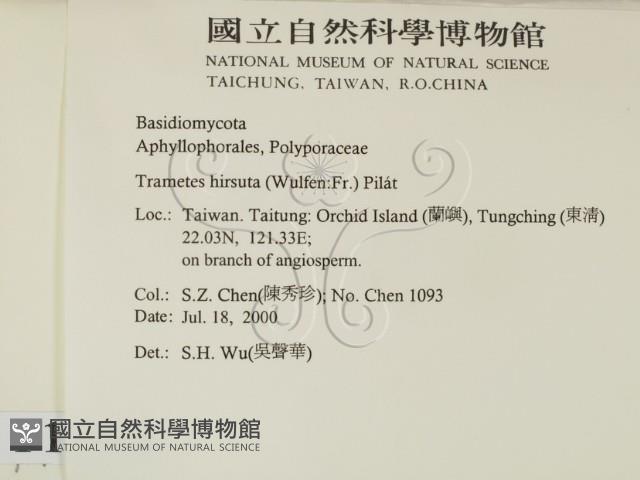 國立自然科學博物館
NATIONAL MUSEUM OF NATURAL SCIENCE
TAICHUNG, TAIWAN, R.O.CHINA
Basidiomycota
Aphyllophorales, Polyporaceae
Trametes hirsuta (Wulfen:Fr.) Pilát
Loc.: Taiwan. Taitung: Orchid Island (蘭嶼), Tungching (東淸)
22.03N, 121.33E;
on branch of angiosperm.
Col.: S.Z. Chen(陳秀珍); No. Chen 1093
Date: Jul. 18, 2000
Det.: S.H. Wu(吳聲華)
國立自然科學博物館
NATIONAL MUSEUM OF NATURAL SCIENCE